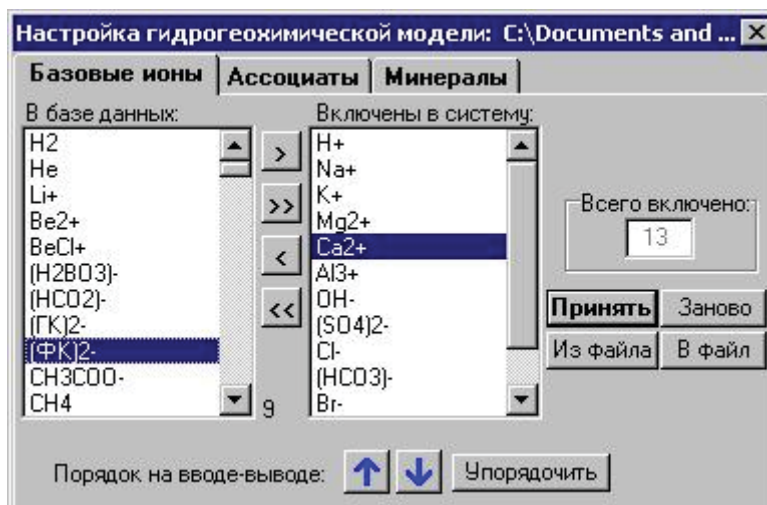 Настройка гидрогеохимической модели: C:\Documents and ...
Базовые ионы
Ассоциаты
Минералы
В базе данных:
H2
He
Li+
Be2+
BeCl+
(H2BO3)-
(HCO2)-
(ГК)2-
(ФК)2-
CH3COO-
CH4
>
>>
<
<<
9
Включены в систему:
H+
Na+
K+
Mg2+
Ca2+
Al3+
OH-
(SO4)2-
Cl-
(HCO3)-
Br-
Всего включено:
13
Принять
Заново
Из файла
В файл
Порядок на вводе-выводе:
Упорядочить